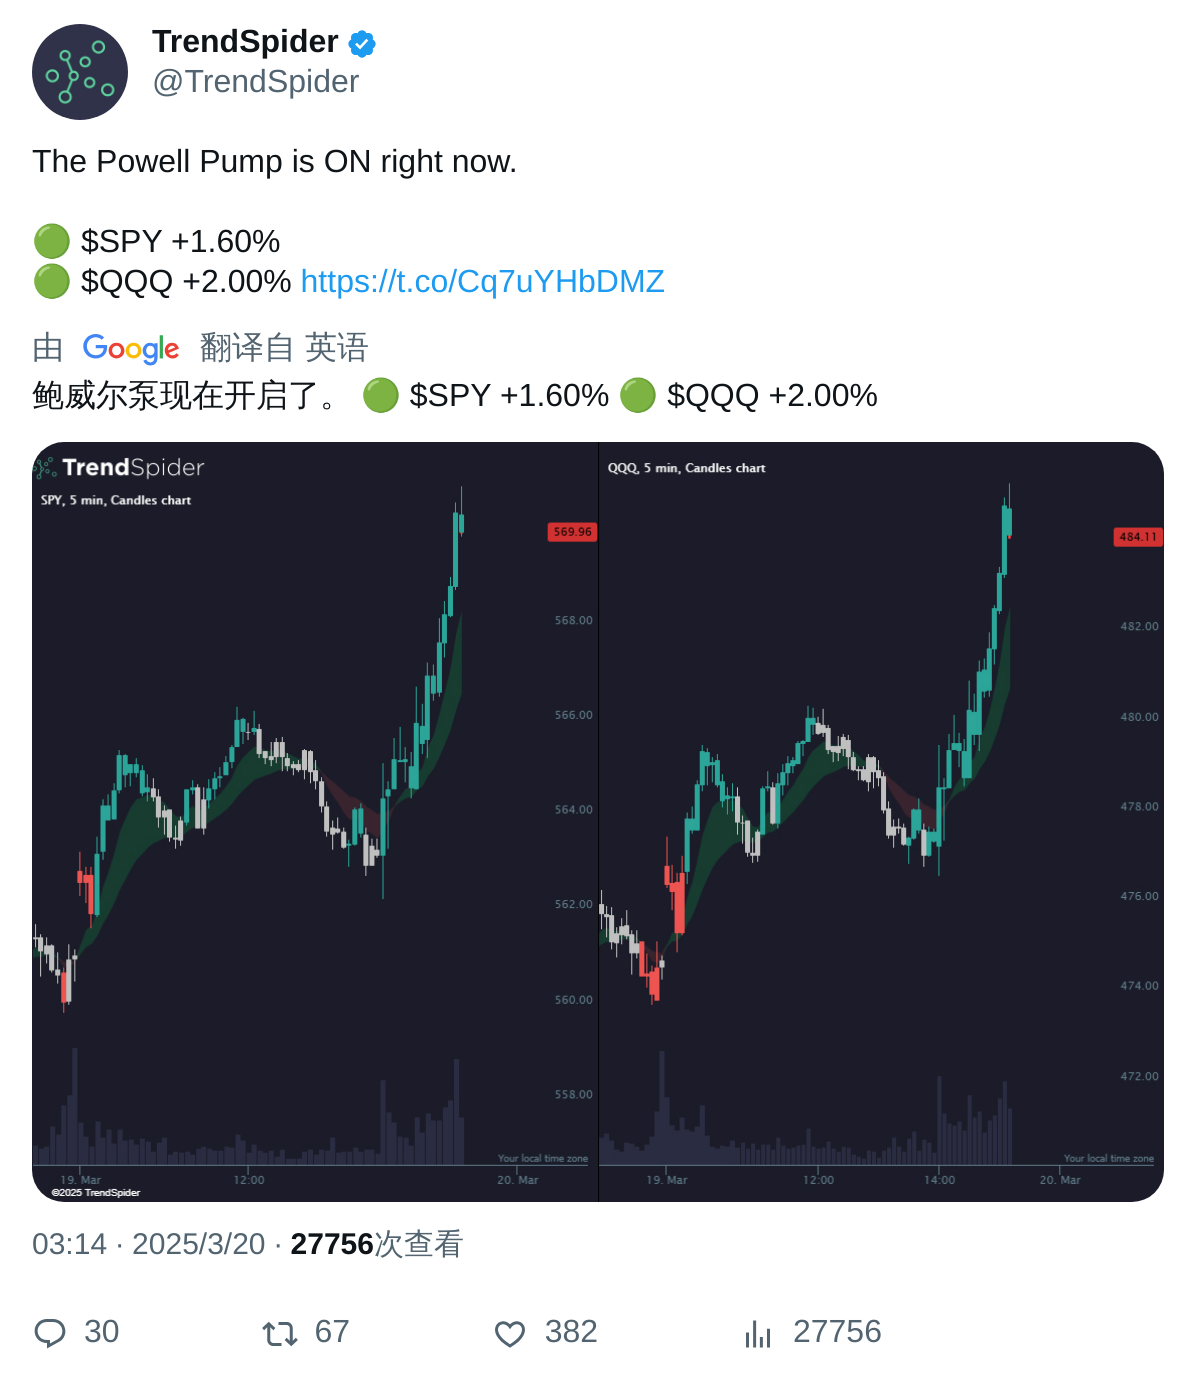 TrendSpider
@TrendSpider
The Powell Pump is ON right now.
🟢 $SPY +1.60%
🟢 $QQQ +2.00% https://t.co/Cq7uYHbDMZ
由 Google 翻译自 英语
鲍威尔泵现在开启了。 🟢 $SPY +1.60% 🟢 $QQQ +2.00%
TrendSpider
SPY, 5 min, Candles chart
569.96
568.00
566.00
564.00
562.00
560.00
558.00
Your local time zone
19. Mar 12:00 20. Mar
©2025 TrendSpider
QQQ, 5 min, Candles chart
484.11
482.00
480.00
478.00
476.00
474.00
472.00
Your local time zone
19. Mar 12:00 14:00 20. Mar
03:14 · 2025/3/20 · 27756次查看
30 67 382 27756